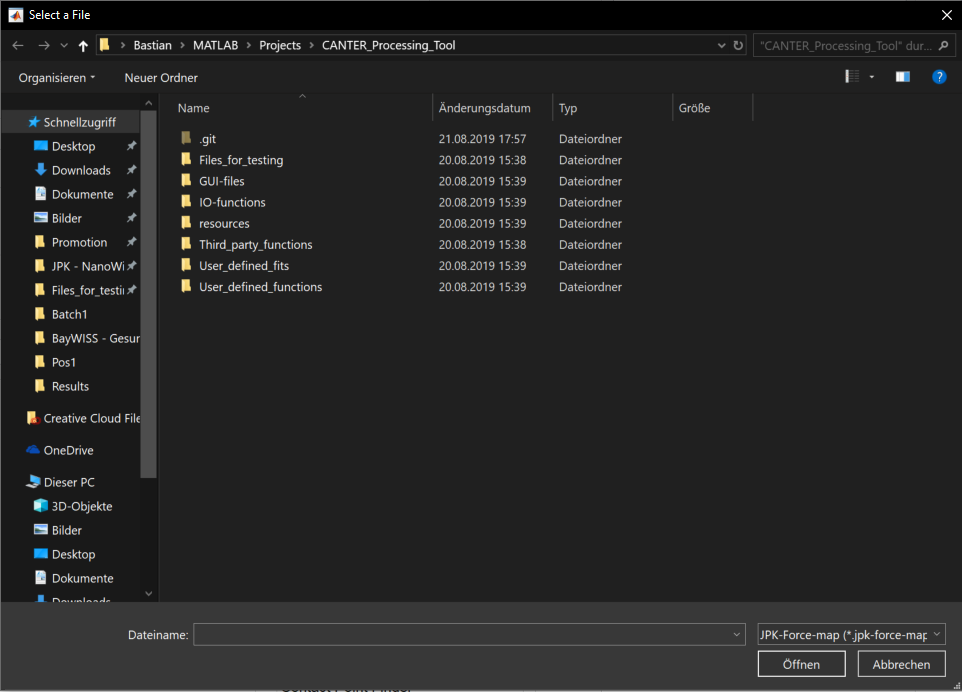 Select a File
Bastian > MATLAB > Projects > CANTER_Processing_Tool
"CANTER_Processing_Tool" dur...
Organisieren
Neuer Ordner
Name Änderungsdatum Typ Größe
.git 21.08.2019 17:57 Dateiordner
Files_for_testing 20.08.2019 15:38 Dateiordner
GUI-files 20.08.2019 15:39 Dateiordner
IO-functions 20.08.2019 15:39 Dateiordner
resources 20.08.2019 15:39 Dateiordner
Third_party_functions 20.08.2019 15:38 Dateiordner
User_defined_fits 20.08.2019 15:39 Dateiordner
User_defined_functions 20.08.2019 15:39 Dateiordner
Schnellzugriff
Desktop
Downloads
Dokumente
Bilder
Promotion
JPK - NanoWi
Files_for_testi
Batch1
BayWISS - Gesur
Pos1
Results
Creative Cloud File
OneDrive
Dieser PC
3D-Objekte
Bilder
Desktop
Dokumente
Downloads
Dateiname:
JPK-Force-map (*.jpk-force-map
Öffnen
Abbrechen